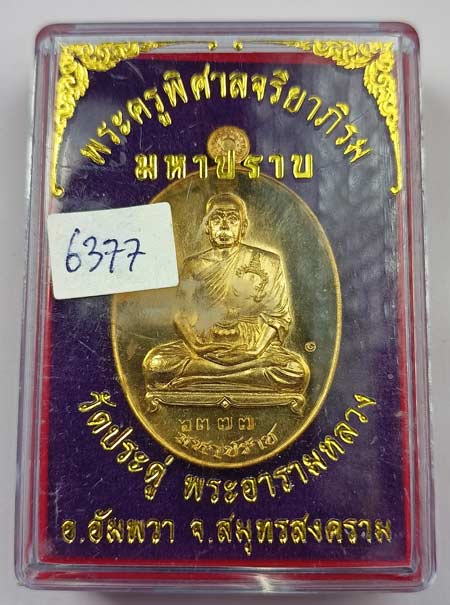 พระครูพิศาลจริยาภิรม
มหาปราบ
6377
๖๓๗๗
มหาปราบ
วัดประดู่ พระอารามหลวง
อ.อัมพวา จ.สมุทรสงคราม